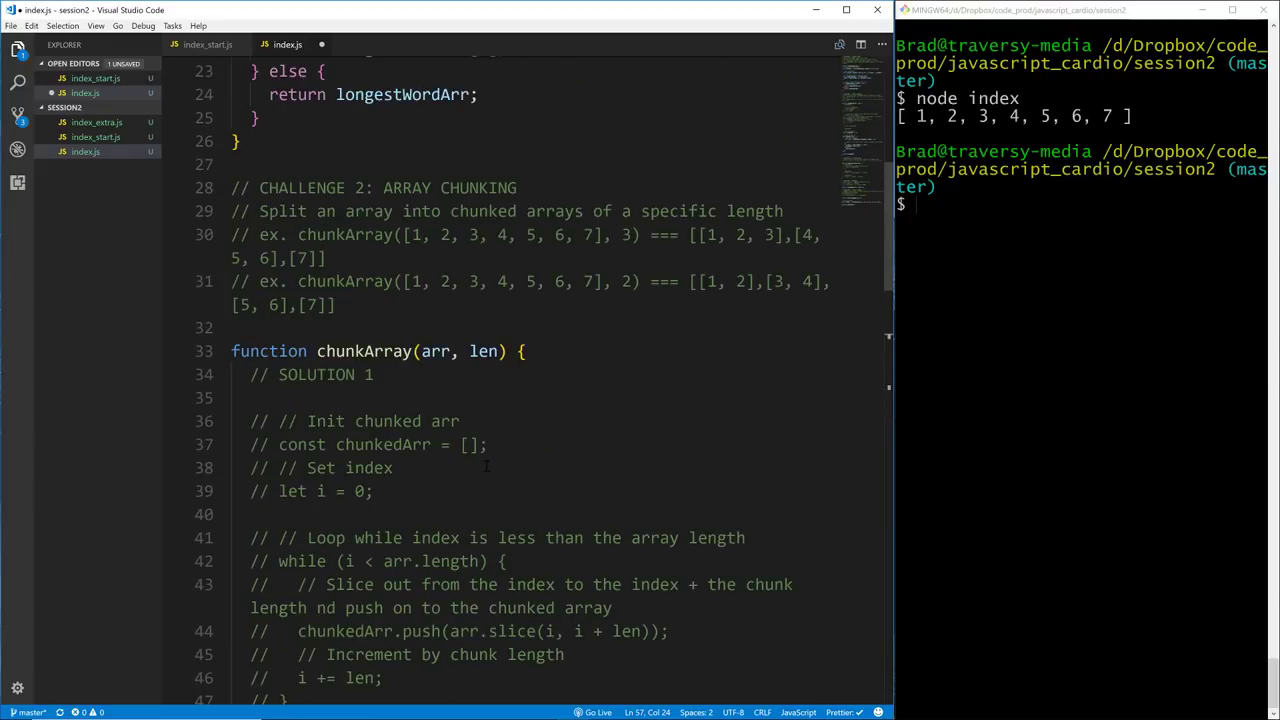 index.js - session2 - Visual Studio Code
File Edit Selection View Go Debug Tasks Help
EXPLORER
OPEN EDITORS 1 UNSAVED
index_start.js U
index.js U
SESSION2
index_extra.js U
index_start.js U
index.js U
1
3
index_start.js index.js
23 } else {
24 return longestWordArr;
25 }
26 }
27
28 // CHALLENGE 2: ARRAY CHUNKING
29 // Split an array into chunked arrays of a specific length
30 // ex. chunkArray([1, 2, 3, 4, 5, 6, 7], 3) === [[1, 2, 3],[4,
5, 6],[7]]
31 // ex. chunkArray([1, 2, 3, 4, 5, 6, 7], 2) === [[1, 2],[3, 4],
[5, 6],[7]]
32
33 function chunkArray(arr, len) {
34 // SOLUTION 1
35
36 // // Init chunked arr
37 // const chunkedArr = [];
38 // // Set index
39 // let i = 0;
40
41 // // Loop while index is less than the array length
42 // while (i < arr.length) {
43 // // Slice out from the index to the index + the chunk
length nd push on to the chunked array
44 // chunkedArr.push(arr.slice(i, i + len));
45 // // Increment by chunk length
46 // i += len;
47 // }
master* 0 0 Go Live Ln 57, Col 24 Spaces: 2 UTF-8 CRLF JavaScript Prettier: ✓
MINGW64:/d/Dropbox/code_prod/javascript_cardio/session2
Brad@traversy-media /d/Dropbox/code_
prod/javascript_cardio/session2 (mas
ter)
$ node index
[ 1, 2, 3, 4, 5, 6, 7 ]
Brad@traversy-media /d/Dropbox/code_
prod/javascript_cardio/session2 (mas
ter)
$